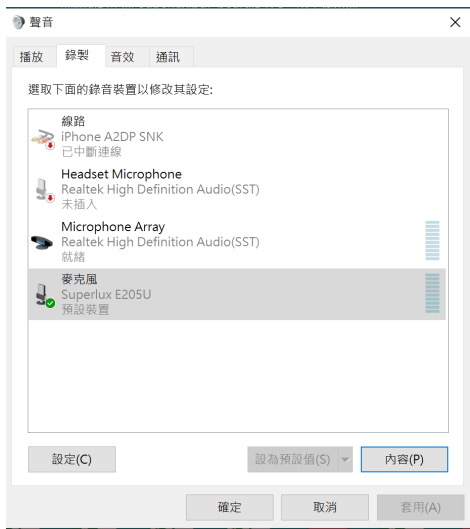 聲音
播放
錄製
音效
通訊
選取下面的錄音裝置以修改其設定:
線路
iPhone A2DP SNK
已中斷連線
Headset Microphone
Realtek High Definition Audio(SST)
未插入
Microphone Array
Realtek High Definition Audio(SST)
就緒
麥克風
Superlux E205U
預設裝置
設定(C)
設為預設值(S)
內容(P)
確定
取消
套用(A)